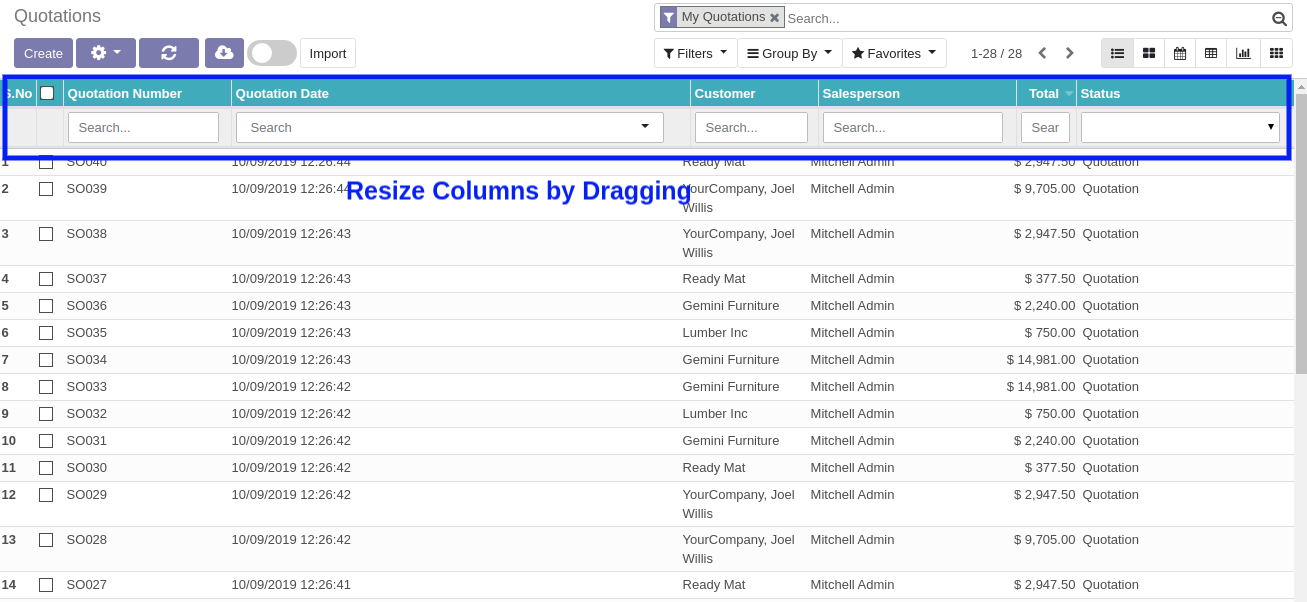 Quotations
My Quotations Search...
Create Import Filters Group By Favorites 1-28 / 28
S.No Quotation Number Quotation Date Customer Salesperson Total Status
Search... Search Search... Search... Sear
1 SO040 10/09/2019 12:26:44 Ready Mat Mitchell Admin $ 2,947.50 Quotation
2 SO039 10/09/2019 12:26:44 YourCompany, Joel Mitchell Admin $ 9,705.00 Quotation
Resize Columns by Dragging
Willis
3 SO038 10/09/2019 12:26:43 YourCompany, Joel Mitchell Admin $ 2,947.50 Quotation
Willis
4 SO037 10/09/2019 12:26:43 Ready Mat Mitchell Admin $ 377.50 Quotation
5 SO036 10/09/2019 12:26:43 Gemini Furniture Mitchell Admin $ 2,240.00 Quotation
6 SO035 10/09/2019 12:26:43 Lumber Inc Mitchell Admin $ 750.00 Quotation
7 SO034 10/09/2019 12:26:43 Gemini Furniture Mitchell Admin $ 14,981.00 Quotation
8 SO033 10/09/2019 12:26:42 Gemini Furniture Mitchell Admin $ 14,981.00 Quotation
9 SO032 10/09/2019 12:26:42 Lumber Inc Mitchell Admin $ 750.00 Quotation
10 SO031 10/09/2019 12:26:42 Gemini Furniture Mitchell Admin $ 2,240.00 Quotation
11 SO030 10/09/2019 12:26:42 Ready Mat Mitchell Admin $ 377.50 Quotation
12 SO029 10/09/2019 12:26:42 YourCompany, Joel Mitchell Admin $ 2,947.50 Quotation
Willis
13 SO028 10/09/2019 12:26:42 YourCompany, Joel Mitchell Admin $ 9,705.00 Quotation
Willis
14 SO027 10/09/2019 12:26:41 Ready Mat Mitchell Admin $ 2,947.50 Quotation